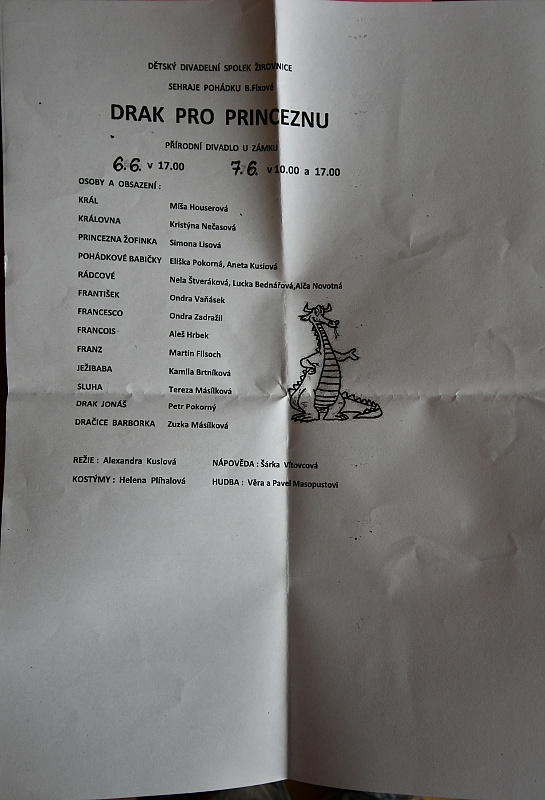 DĚTSKÝ DIVADELNÍ SPOLEK ŽIROVNICE
SEHRAJE POHÁDKU B.Fixové
DRAK PRO PRINCEZNU
PŘÍRODNÍ DIVADLO U ZÁMKU
6.6. v 17.00 7.6. v 10.00 a 17.00
OSOBY A OBSAZENÍ :
KRÁL Míša Houserová
KRÁLOVNA Kristýna Nečasová
PRINCEZNA ŽOFINKA Simona Lisová
POHÁDKOVÉ BABIČKY Eliška Pokorná, Aneta Kuslová
RÁDCOVÉ Nela Štveráková, Lucka Bednářová,Alča Novotná
FRANTIŠEK Ondra Vaňásek
FRANCESCO Ondra Zadražil
FRANCOIS Aleš Hrbek
FRANZ Martin Filsoch
JEŽIBABA Kamila Brtníková
SLUHA Tereza Másílková
DRAK JONÁŠ Petr Pokorný
DRAČICE BARBORKA Zuzka Másílková
REŽIE : Alexandra Kuslová NÁPOVĚDA : Šárka Vítovcová
KOSTÝMY : Helena Plíhalová HUDBA : Věra a Pavel Masopustovi